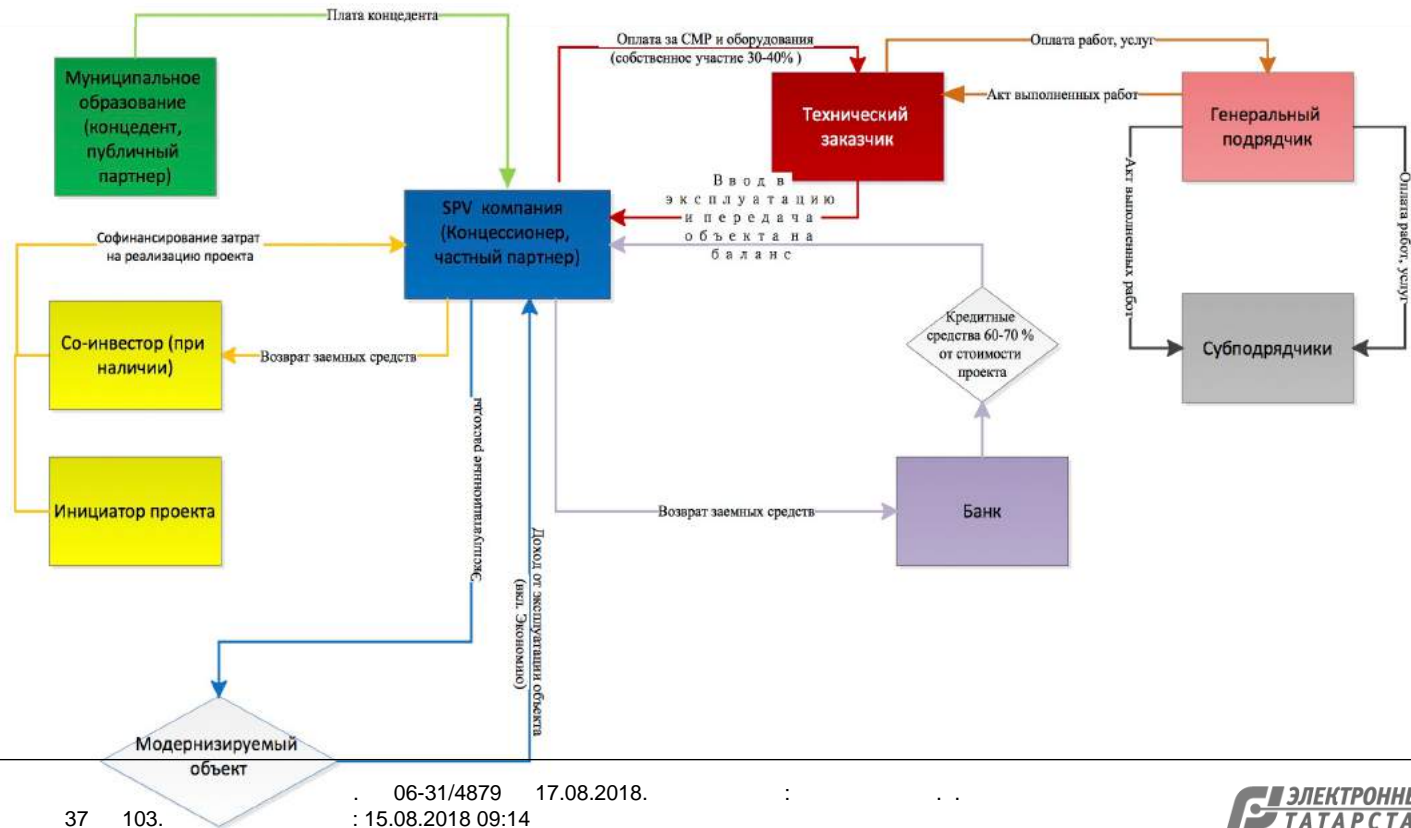 Плата концедента
Муниципальное
образование
(концедент,
публичный
партнер)
Оплата за СМР и оборудования
(собственное участие 30-40% )
Оплата работ, услуг
Технический
заказчик
Акт выполненных работ
Генеральный
подрядчик
Ввод в
эксплуатацию
и передача
объекта на
баланс
SPV компания
(Концессионер,
частный партнер)
Софинансирование затрат
на реализацию проекта
Акт выполненных работ
Оплата работ, услуг
Со-инвестор (при
наличии)
Возврат заемных средств
Кредитные
средства 60-70 %
от стоимости
проекта
Субподрядчики
Эксплуатационные расходы
Инициатор проекта
Возврат заемных средств
Банк
Доход от эксплуатации объекта
(вкл. Экономию)
Модернизируемый
объект
. 06-31/4879 17.08.2018. : . .
37 103. : 15.08.2018 09:14
ЭЛЕКТРОНН
ТАТАРСТА